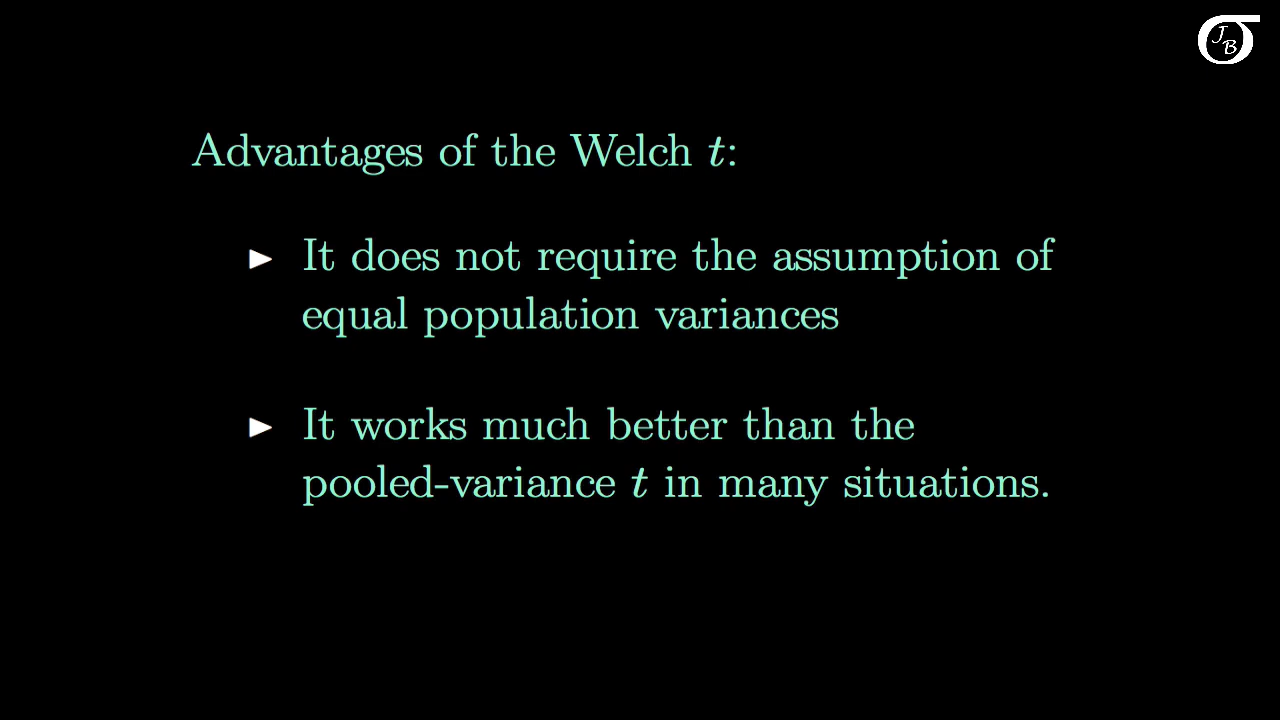 J B
Advantages of the Welch t:
It does not require the assumption of
equal population variances
It works much better than the
pooled-variance t in many situations.